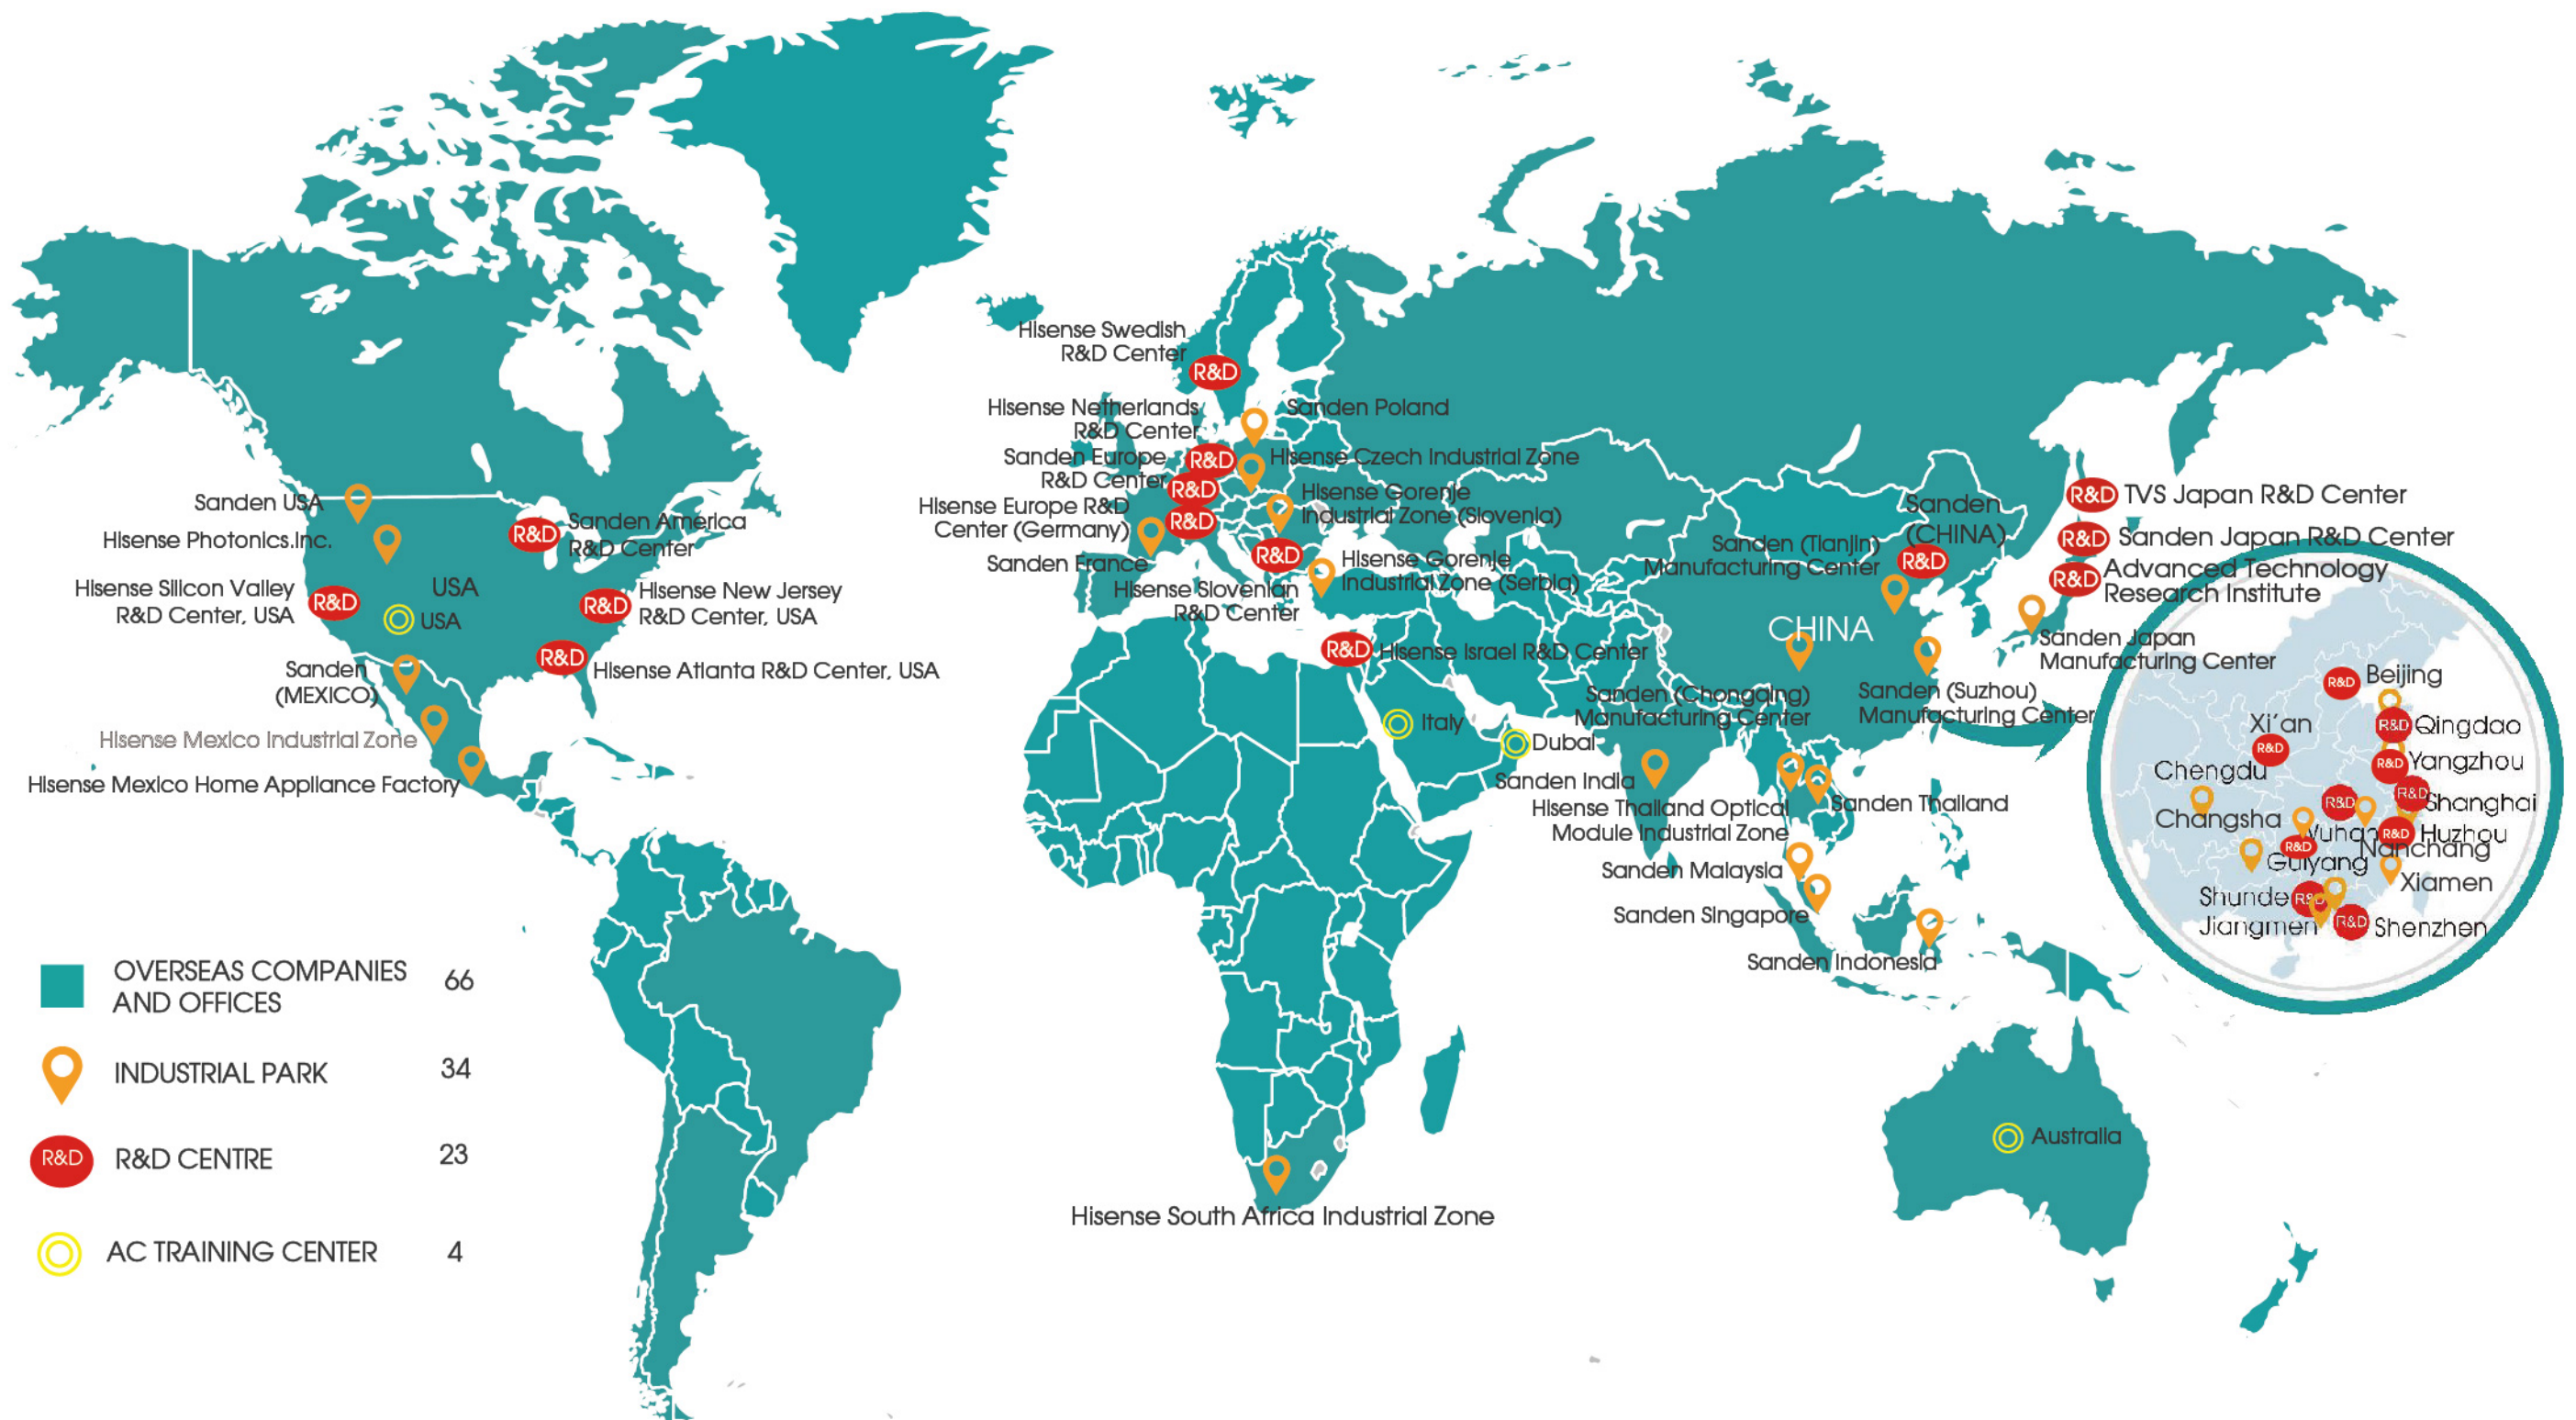 Hisense Swedish
R&D Center
R&D
Hisense Netherlands
R&D Center
Sanden Poland
Sanden Europe
R&D Center
R&D
Hisense Czech Industrial Zone
R&D
Hisense Europe R&D
Center (Germany)
R&D
Hisense Gorenje
Industrial Zone (Slovenia)
Sanden France
R&D
Hisense Gorenje
Industrial Zone (Serbia)
Hisense Slovenian
R&D Center
R&D
Hisense Israel R&D Center
Italy
Dubai
Sanden USA
Hisense Photonics.Inc.
R&D
Sanden America
R&D Center
Hisense Silicon Valley
R&D Center, USA
R&D
USA
USA
R&D
Hisense New Jersey
R&D Center, USA
R&D
Hisense Atlanta R&D Center, USA
Sanden
(MEXICO)
Hisense Mexico Industrial Zone
Hisense Mexico Home Appliance Factory
Sanden
(CHINA)
R&D
Sanden (Tianjin)
Manufacturing Center
CHINA
Sanden (Chongqing)
Manufacturing Center
Sanden (Suzhou)
Manufacturing Center
R&D
TVS Japan R&D Center
R&D
Sanden Japan R&D Center
R&D
Advanced Technology
Research Institute
Sanden Japan
Manufacturing Center
Sanden India
Hisense Thailand Optical
Module Industrial Zone
Sanden Thailand
Sanden Malaysia
Sanden Singapore
Sanden Indonesia
R&D
Beijing
Xi'an
R&D
R&D
Qingdao
Chengdu
R&D
Yangzhou
R&D
R&D
Shanghai
Changsha
Wuhan
R&D
Huzhou
R&D
Nanchang
Guiyang
Xiamen
Shunde
R&D
Jiangmen
R&D
Shenzhen
Australia
Hisense South Africa Industrial Zone
OVERSEAS COMPANIES
AND OFFICES
66
INDUSTRIAL PARK
34
R&D
R&D CENTRE
23
AC TRAINING CENTER
4